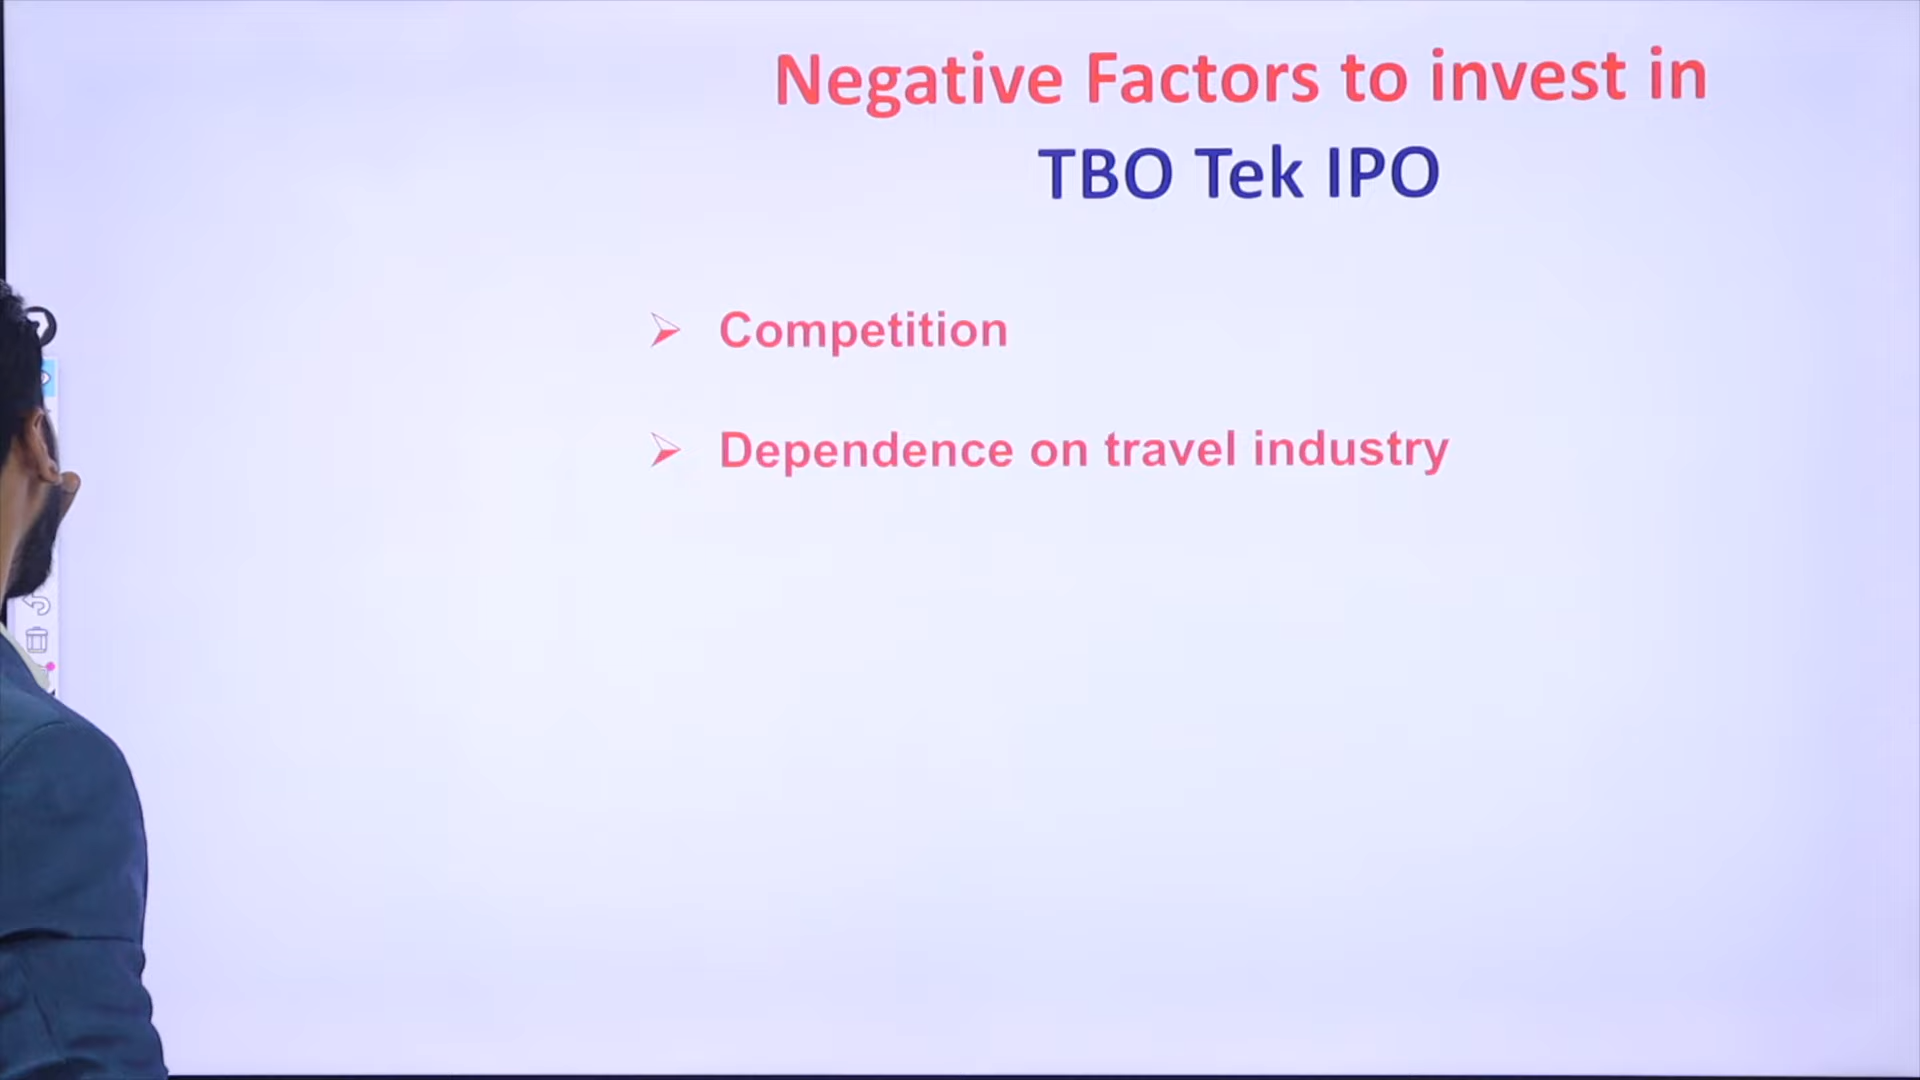 Negative Factors to invest in
TBO Tek IPO
Competition
Dependence on travel industry